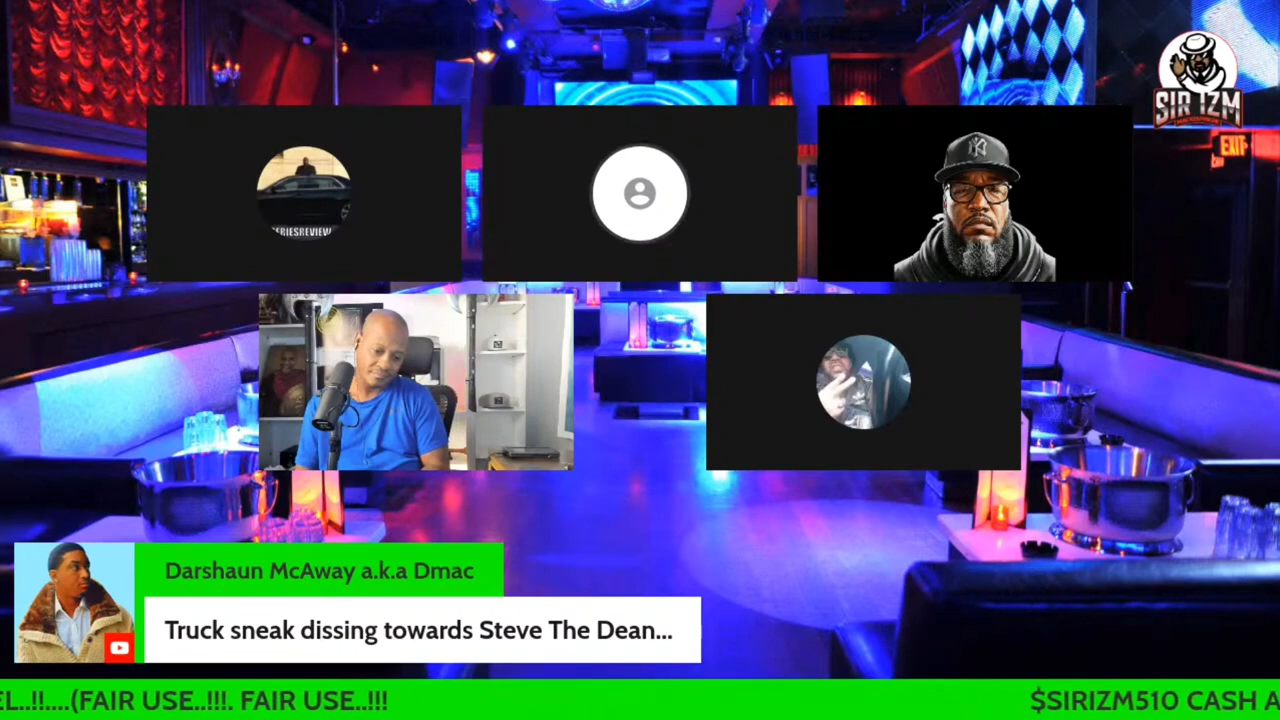 SIR IZM
EXIT
NY
Darshaun McAway a.k.a Dmac
Truck sneak dissing towards Steve The Dean...
EL..!!....(FAIR USE..!!!. FAIR USE..!!!
$SIRIZM510 CASH A